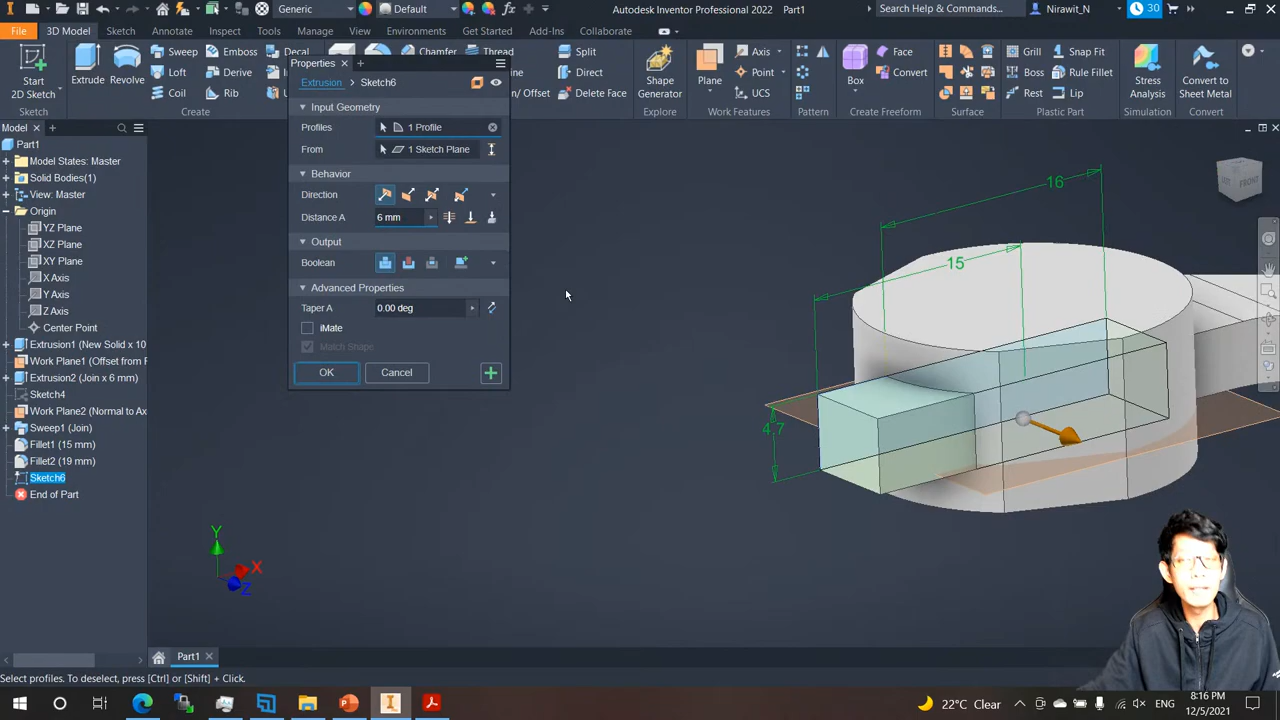 Generic
Default
Autodesk Inventor Professional 2022
Part1
Search Help & Commands...
Nirawit_N
30
File
3D Model
Sketch
Annotate
Inspect
Tools
Manage
View
Environments
Get Started
Add-Ins
Collaborate
Start
2D Sketch
Extrude
Revolve
Sweep
Loft
Coil
Emboss
Derive
Rib
Decal
Chamfer
Split
Direct
Delete Face
Shape
Generator
Plane
Axis
Point
UCS
Box
Face
Convert
Grill
Boss
Rest
Snap Fit
Rule Fillet
Lip
Stress
Analysis
Convert to
Sheet Metal
Sketch
Create
Explore
Work Features
Pattern
Plastic Part
Simulation
Convert
Properties
Extrusion > Sketch6
Input Geometry
Profiles 1 Profile
From 1 Sketch Plane
Behavior
Direction
Distance A 6 mm
Output
Boolean
Advanced Properties
Taper A 0.00 deg
iMate
Match Shape
OK
Cancel
Model
Part1
Model States: Master
Solid Bodies(1)
View: Master
Origin
YZ Plane
XZ Plane
XY Plane
X Axis
Y Axis
Z Axis
Center Point
Extrusion1 (New Solid x 10
Work Plane1 (Offset from F
Extrusion2 (Join x 6 mm)
Sketch4
Work Plane2 (Normal to Ax
Sweep1 (Join)
Fillet1 (15 mm)
Fillet2 (19 mm)
Sketch6
End of Part
16
15
4.7
FRONT
Y
X
Z
Part1
Select profiles. To deselect, press [Ctrl] or [Shift] + Click.
22°C Clear
ENG
8:16 PM
12/5/2021